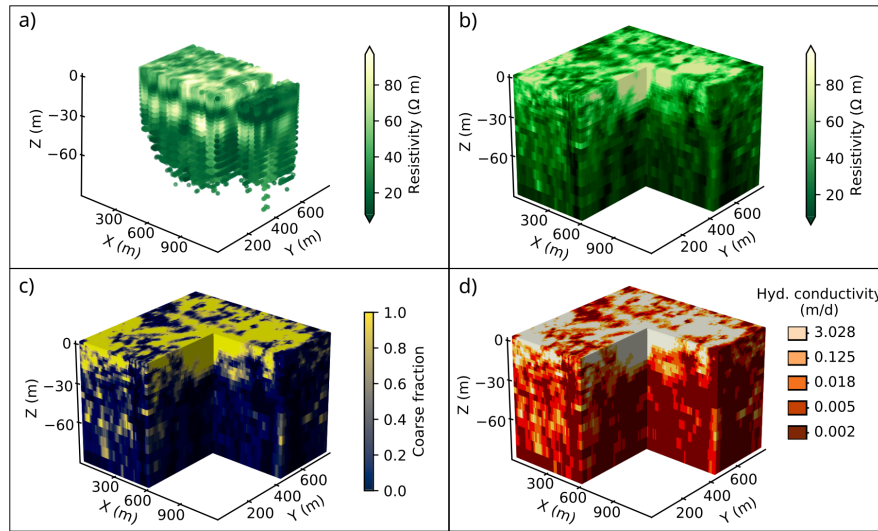 a)
0
−30
−60
Z (m)
300
600
900
X (m)
200
400
600
Y (m)
80
60
40
20
Resistivity (Ω m)
b)
0
−30
−60
Z (m)
300
600
900
X (m)
200
400
600
Y (m)
80
60
40
20
Resistivity (Ω m)
c)
0
−30
−60
Z (m)
300
600
900
X (m)
200
400
600
Y (m)
1.0
0.8
0.6
0.4
0.2
0.0
Coarse fraction
d)
0
−30
−60
Z (m)
300
600
900
X (m)
200
400
600
Y (m)
Hyd. conductivity
(m/d)
3.028
0.125
0.018
0.005
0.002